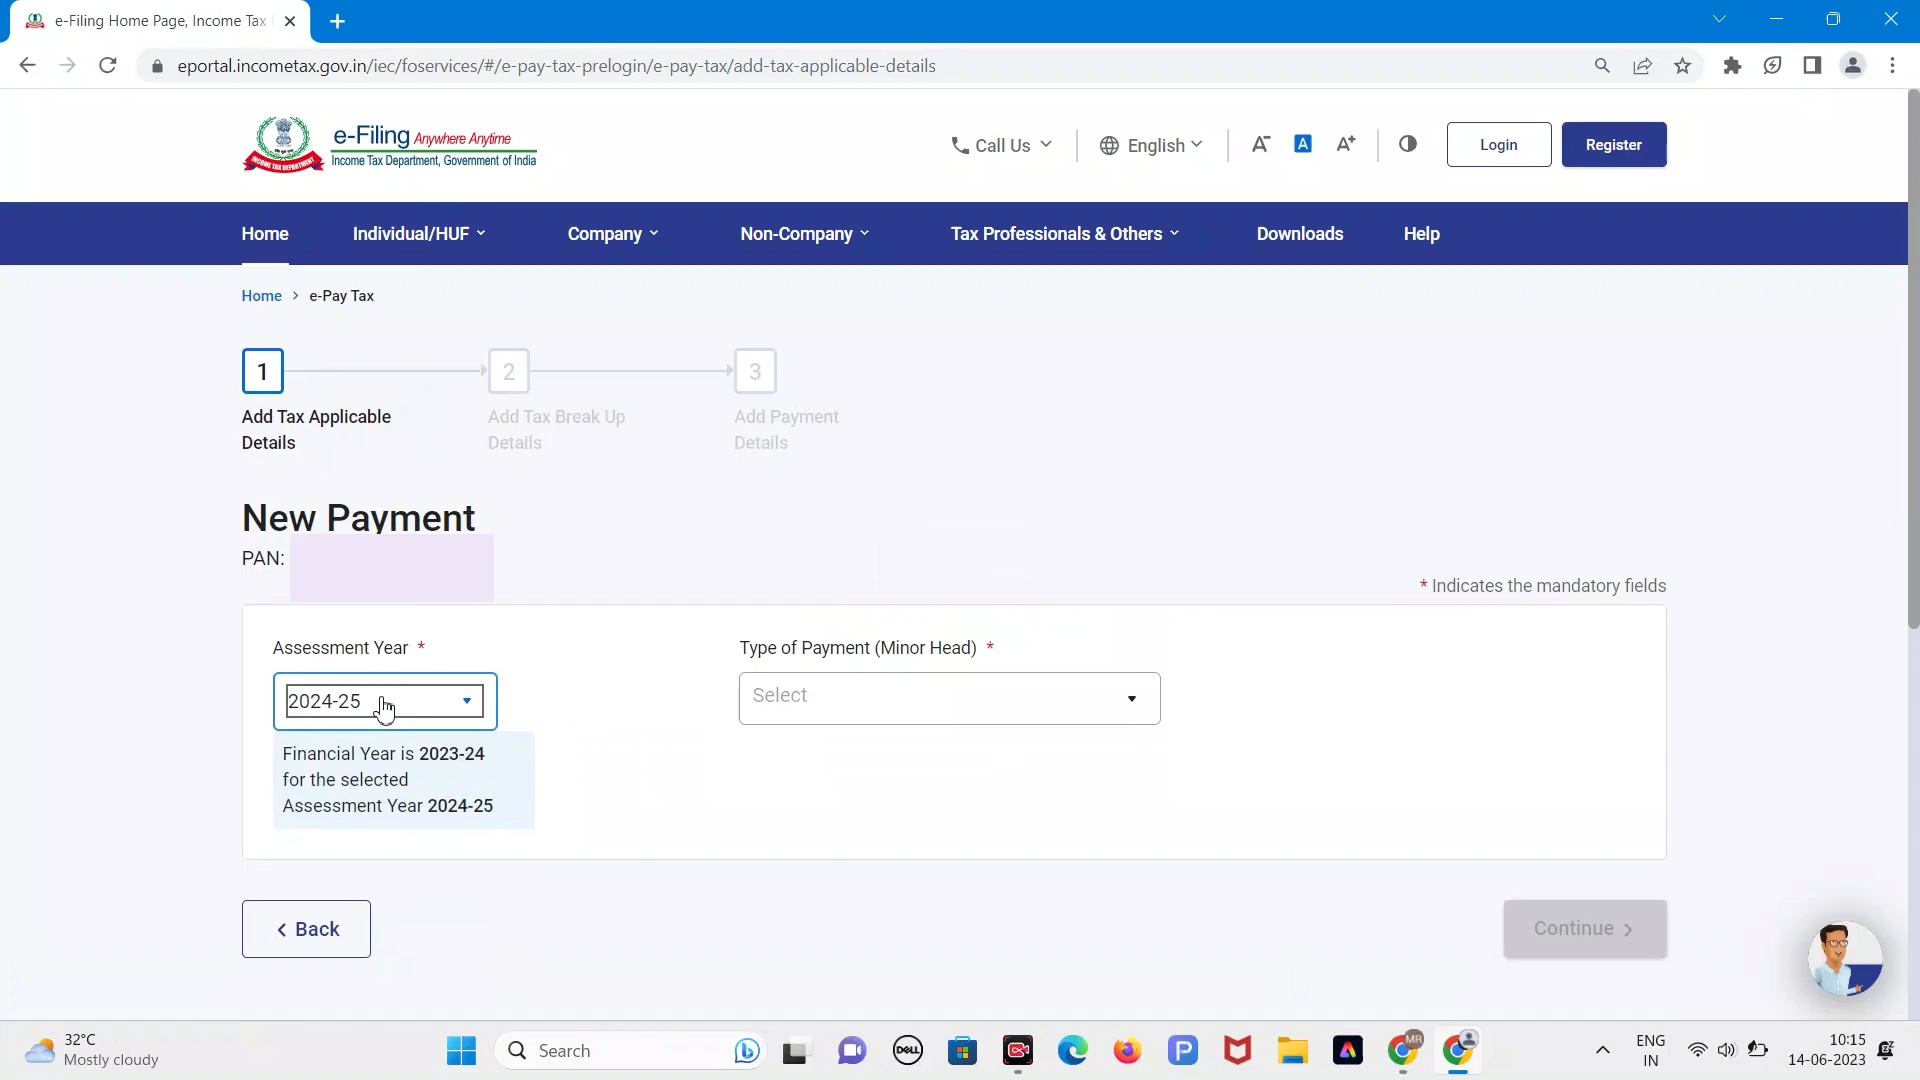 e-Filing Home Page, Income Tax
eportal.incometax.gov.in/iec/foservices/#/e-pay-tax-prelogin/e-pay-tax/add-tax-applicable-details
e-Filing Anywhere Anytime
Income Tax Department, Government of India
INCOME TAX DEPARTMENT
Call Us
English
A-
A
A+
Login
Register
Home
Individual/HUF
Company
Non-Company
Tax Professionals & Others
Downloads
Help
Home > e-Pay Tax
1
2
3
Add Tax Applicable
Details
Add Tax Break Up
Details
Add Payment
Details
New Payment
PAN:
* Indicates the mandatory fields
Assessment Year *
Type of Payment (Minor Head) *
2024-25
Select
Financial Year is 2023-24
for the selected
Assessment Year 2024-25
< Back
Continue >
32°C
Mostly cloudy
Search
DELL
P
MR
ENG
IN
10:15
14-06-2023